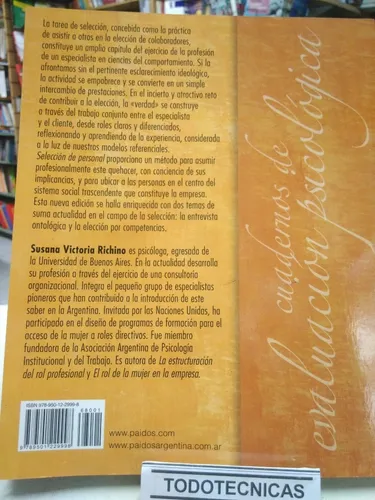 La tarea de selección, concebida como la práctica
de asistir a otros en la elección de colaboradores,
constituye un amplio capítulo del ejercicio de la profesión
de un especialista en ciencias del comportamiento. Si la
afrontamos sin el pertinente esclarecimiento ideológico,
la actividad se empobrece y se convierte en un simple
intercambio de prestaciones. En el incierto y atractivo reto
de contribuir a la elección, la «verdad» se construye
a través del trabajo conjunto entre el especialista
y el cliente, desde roles claros y diferenciados,
reflexionando y aprendiendo de la experiencia, considerada
a la luz de nuestros modelos referenciales.
Selección de personal proporciona un método para asumir
profesionalmente este quehacer, con conciencia de sus
implicancias, y para ubicar a las personas en el centro del
sistema social trascendente que constituye la empresa.
Esta nueva edición se halla enriquecida con dos temas de
suma actualidad en el campo de la selección: la entrevista
ontológica y la elección por competencias.
Susana Victoria Richino es psicóloga, egresada de
la Universidad de Buenos Aires. En la actualidad desarrolla
su profesión a través del ejercicio de una consultoría
organizacional. Integra el pequeño grupo de especialistas
pioneros que han contribuido a la introducción de este
saber en la Argentina. Invitada por las Naciones Unidas, ha
participado en el diseño de programas de formación para el
acceso de la mujer a roles directivos. Fue miembro
fundadora de la Asociación Argentina de Psicología
Institucional y del Trabajo. Es autora de La estructuración
del rol profesional y El rol de la mujer en la empresa.
cuadernos de
evaluación psicológica
68001
www.paidos.com
www.paidosargentina.com.ar
TODOTECNICAS